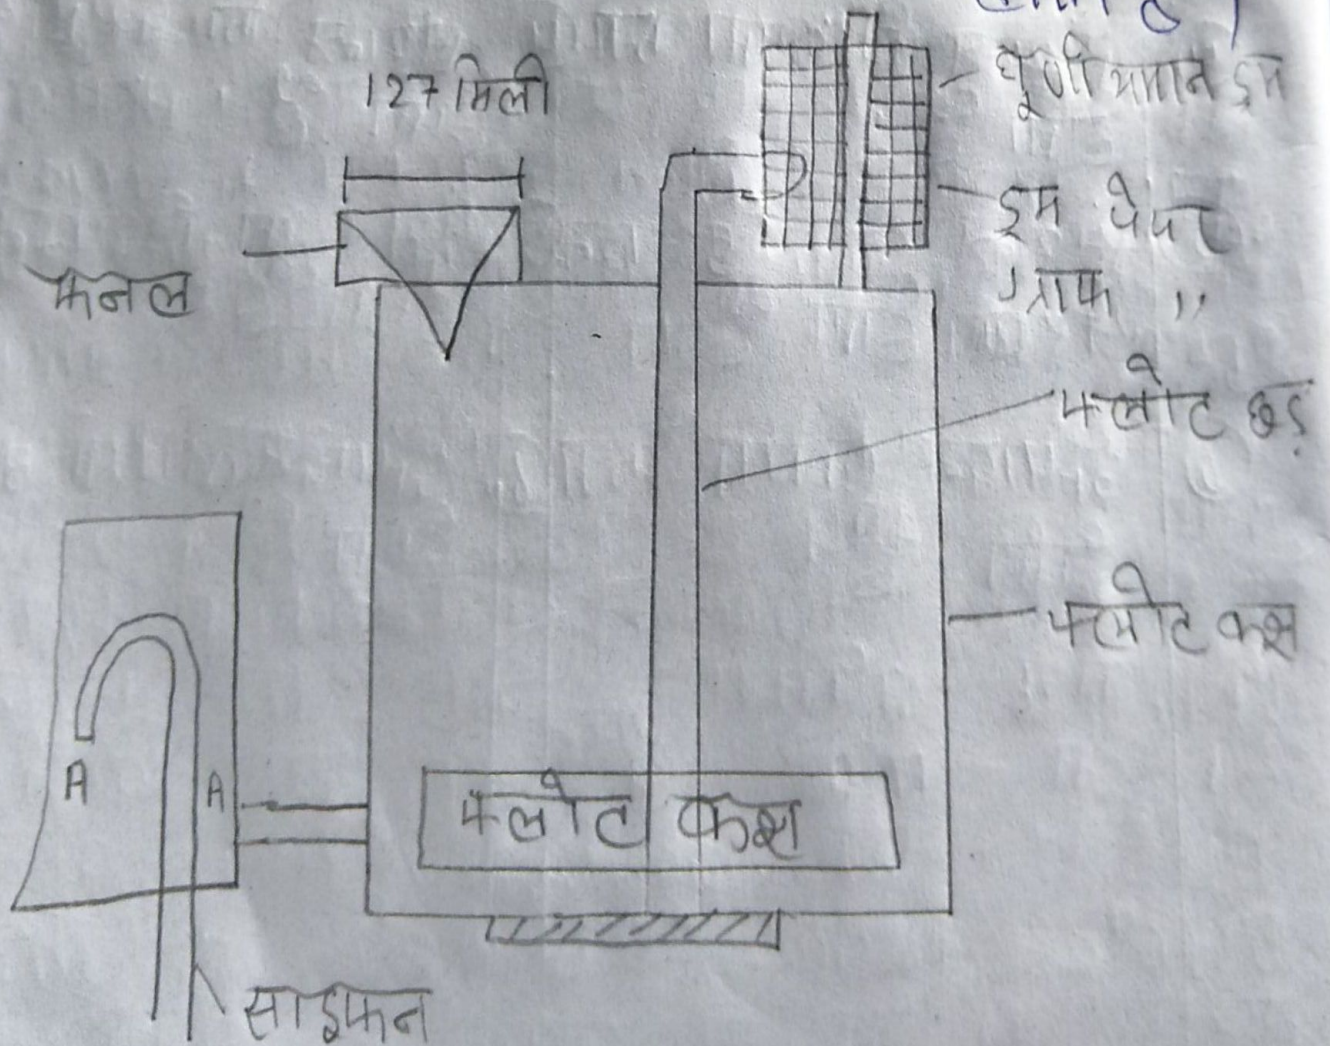 127 मिली
घूर्णायमान ड्रम
ड्रम पेपर
ग्राफ "
फनल
फ्लोट छड़
फ्लोट कक्ष
A A
फ्लोट कक्ष
साइफन